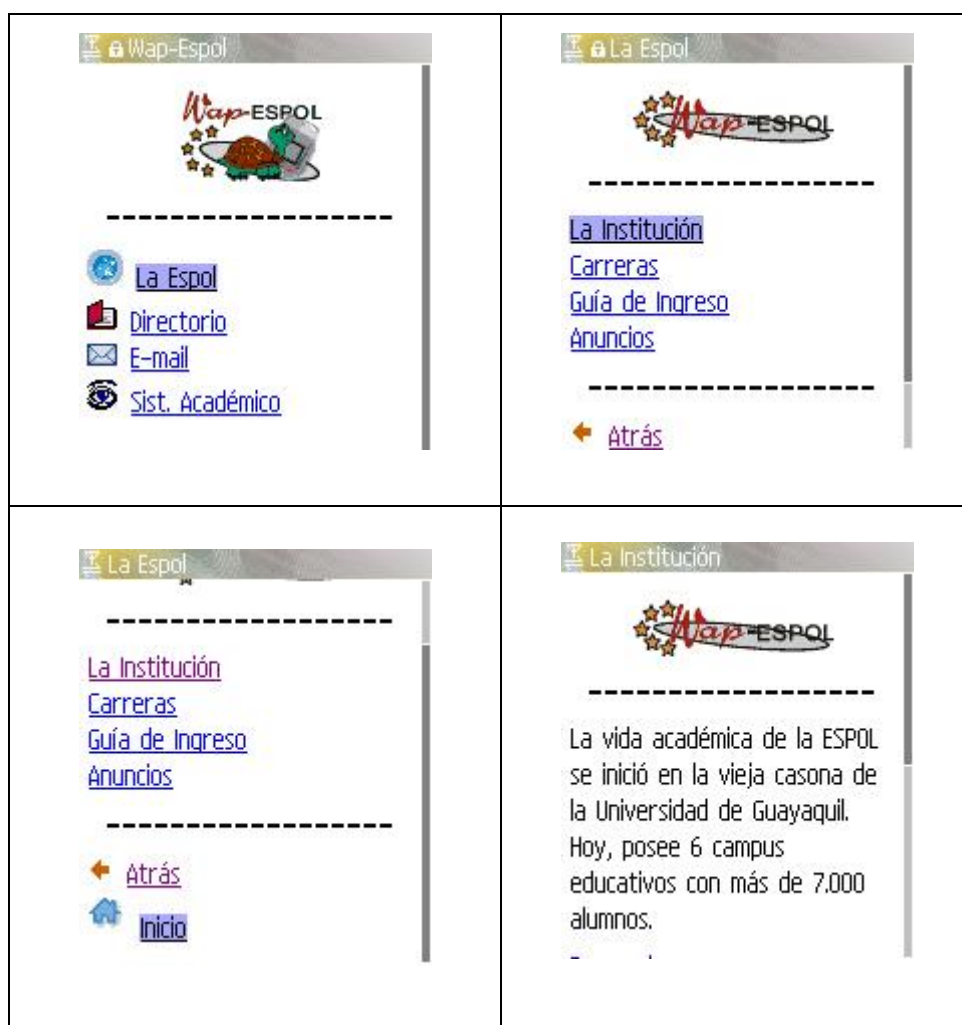 Wap-Espol
Wap-ESPOL
------------------
La Espol
Directorio
E-mail
Sist. Académico
La Espol
Wap-ESPOL
------------------
La Institución
Carreras
Guía de Ingreso
Anuncios
------------------
Atrás
La Espol
------------------
La Institución
Carreras
Guía de Ingreso
Anuncios
------------------
Atrás
Inicio
La Institución
Wap-ESPOL
------------------
La vida académica de la ESPOL
se inició en la vieja casona de
la Universidad de Guayaquil.
Hoy, posee 6 campus
educativos con más de 7.000
alumnos.